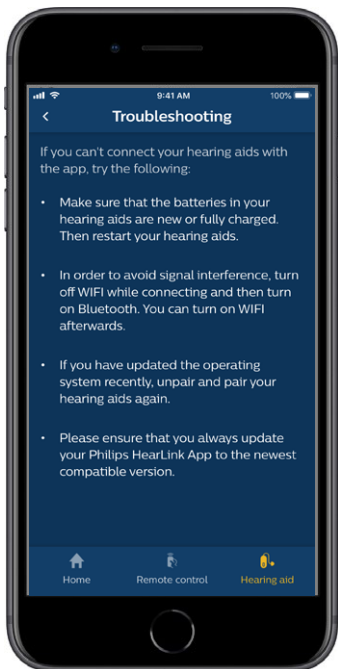 9:41 AM
100%
Troubleshooting
If you can't connect your hearing aids with
the app, try the following:
• Make sure that the batteries in your
hearing aids are new or fully charged.
Then restart your hearing aids.
• In order to avoid signal interference, turn
off WIFI while connecting and then turn
on Bluetooth. You can turn on WIFI
afterwards.
• If you have updated the operating
system recently, unpair and pair your
hearing aids again.
• Please ensure that you always update
your Philips HearLink App to the newest
compatible version.
Home
Remote control
Hearing aid